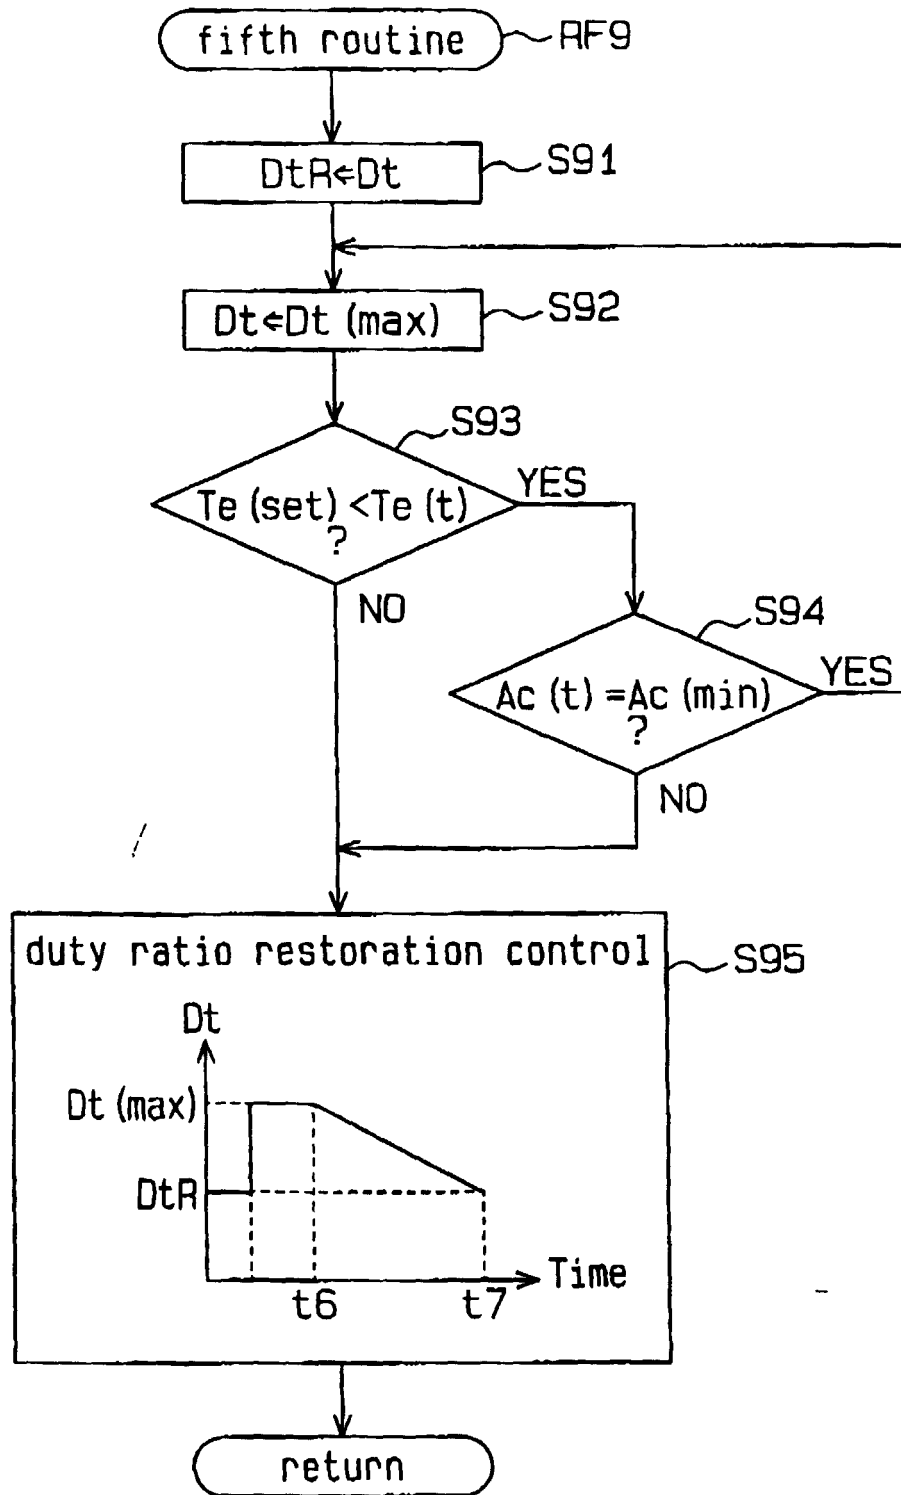 fifth routine
RF9
DtR⇐Dt
S91
Dt⇐Dt (max)
S92
S93
Te (set) <Te (t)
?
YES
NO
S94
Ac (t) =Ac (min)
?
YES
NO
duty ratio restoration control
S95
Dt
Dt (max)
DtR
Time
t6
t7
return